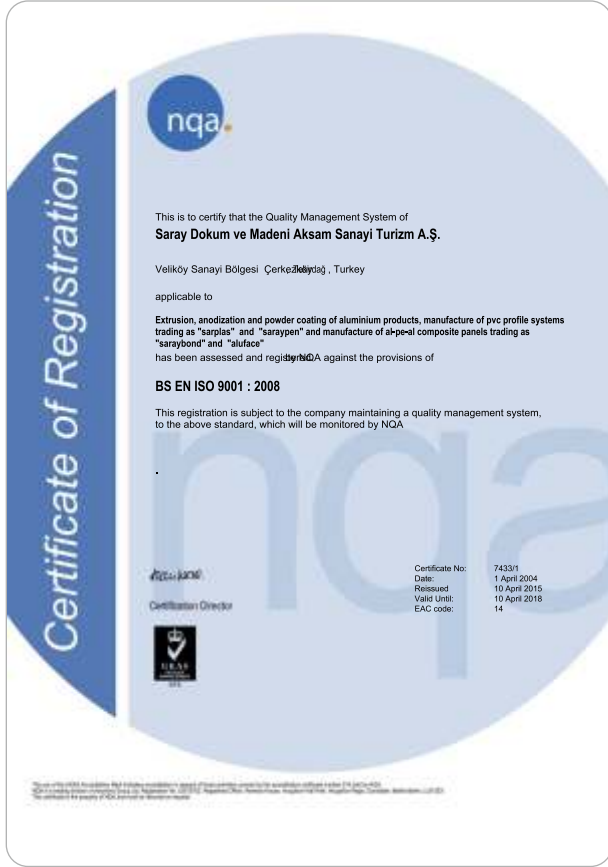 Certificate of Registration
nqa.
This is to certify that the Quality Management System of
Saray Dokum ve Madeni Aksam Sanayi Turizm A.Ş.
Veliköy Sanayi Bölgesi Çerkezköy, Tekirdağ , Turkey
applicable to
Extrusion, anodization and powder coating of aluminium products, manufacture of pvc profile systems
trading as "sarplas" and "saraypen" and manufacture of al-pe-al composite panels trading as
"saraybond" and "aluface"
has been assessed and registered by NQA against the provisions of
BS EN ISO 9001 : 2008
This registration is subject to the company maintaining a quality management system,
to the above standard, which will be monitored by NQA
.
nqa
Certificate No: 7433/1
Date: 1 April 2004
Reissued 10 April 2015
Valid Until: 10 April 2018
EAC code: 14
Certification Director
UKAS